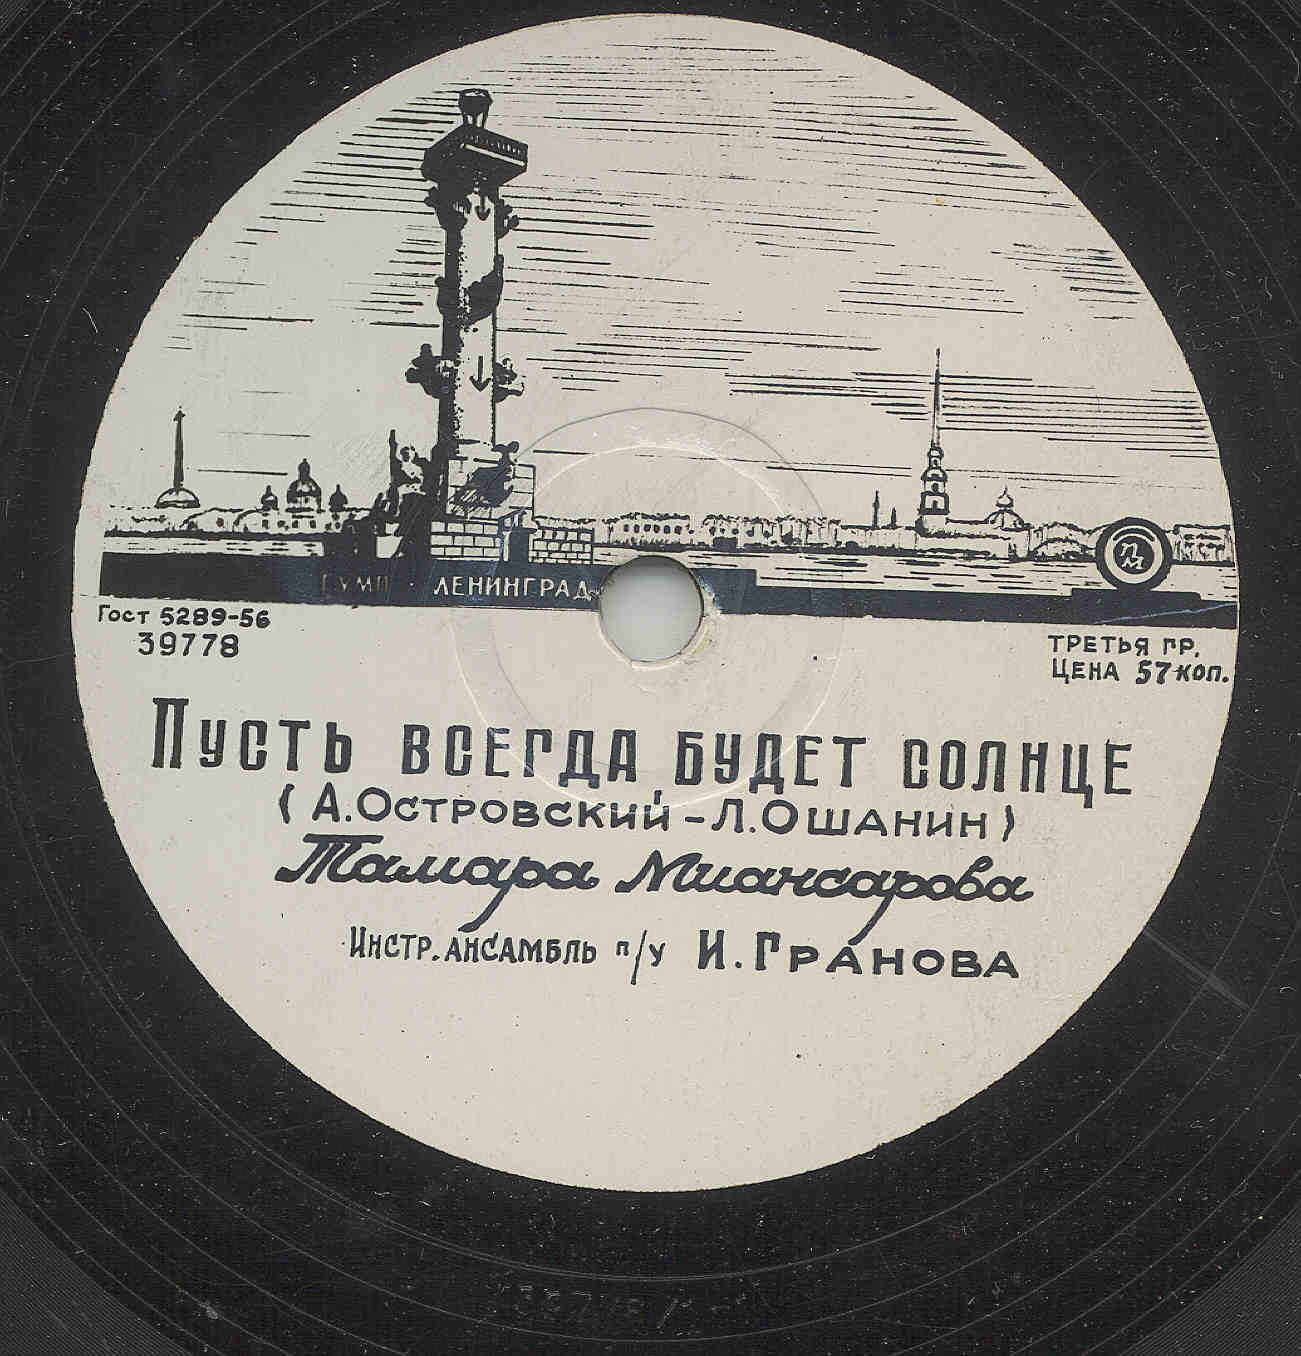 ГУМП · ЛЕНИНГРАД
ПМ
Гост 5289-56
39778
ТРЕТЬЯ ГР.
ЦЕНА 57 КОП.
Пусть всегда будет солнце
(А.Островский-Л.Ошанин)
Тамара Миансарова
Инстр. ансамбль п/у И.Гранова